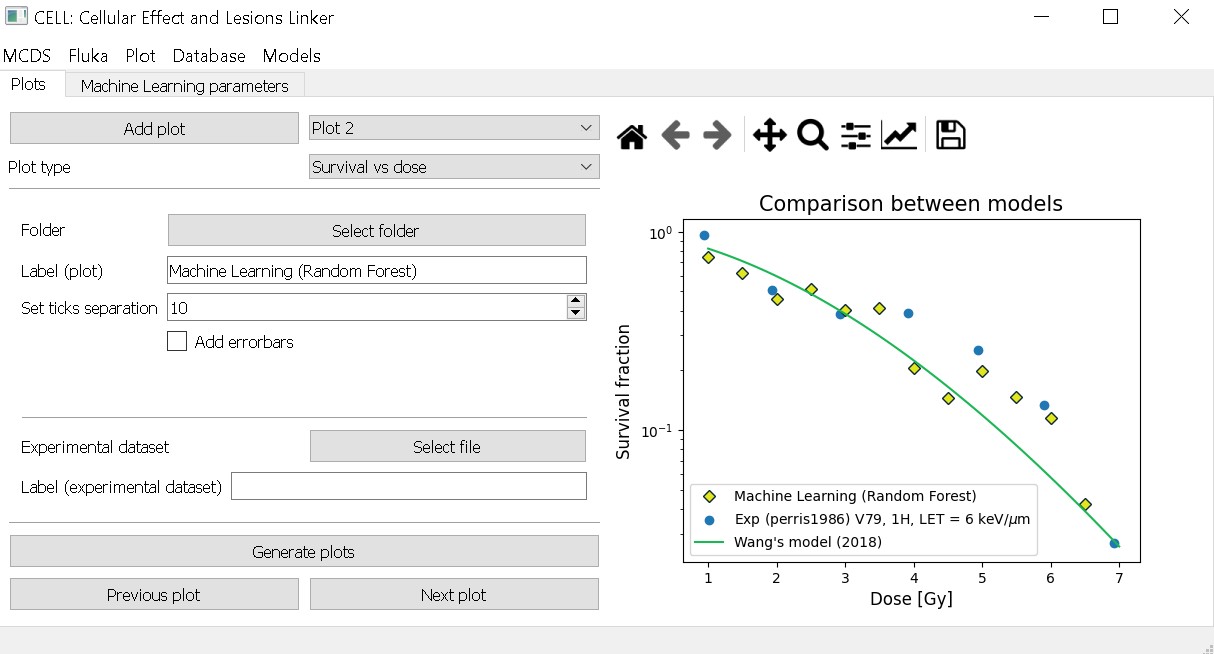 CELL: Cellular Effect and Lesions Linker
MCDS Fluka Plot Database Models
Plots Machine Learning parameters
Add plot Plot 2
Plot type Survival vs dose
Folder Select folder
Label (plot) Machine Learning (Random Forest)
Set ticks separation 10
Add errorbars
Experimental dataset Select file
Label (experimental dataset)
Generate plots
Previous plot Next plot
Comparison between models
Survival fraction
10⁰
10⁻¹
Machine Learning (Random Forest)
Exp (perris1986) V79, 1H, LET = 6 keV/μm
Wang's model (2018)
1 2 3 4 5 6 7
Dose [Gy]